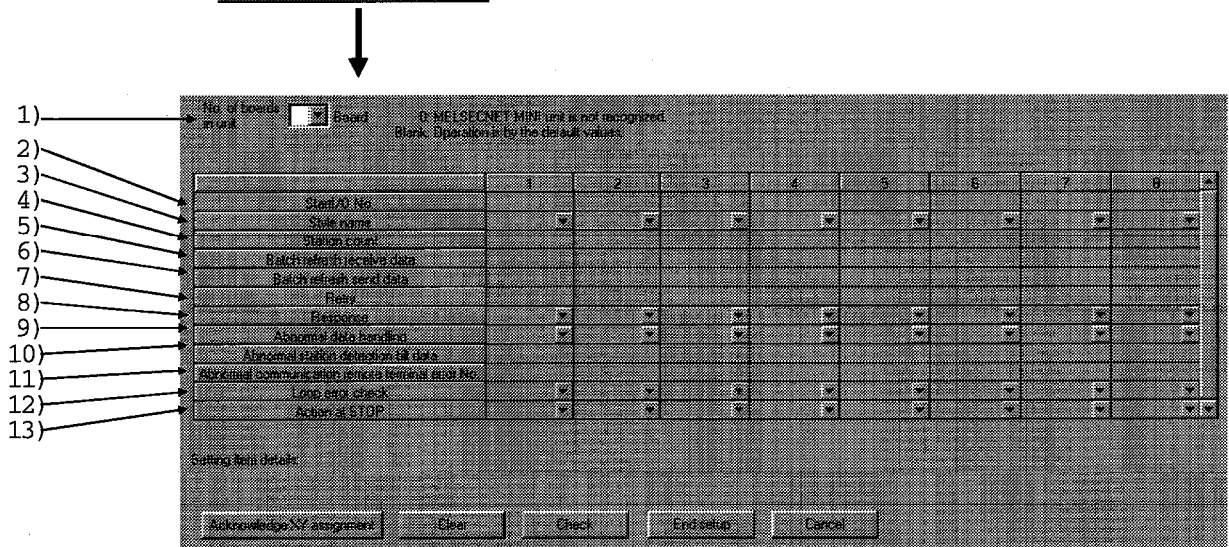 1)
No. of boards in unit Board 0: MELSECNET MINI unit is not recognized.
Blank: Operation is by the default values.
2)
3)
4)
5)
6)
7)
8)
9)
10)
11)
12)
13)
1 2 3 4 5 6 7 8
Start I/O No.
Style name
Station count
Batch refresh receive data
Batch refresh send data
Retry
Response
Abnormal data handling
Abnormal station detection bit data
Abnormal communication remote terminal error No.
Loop error check
Action at STOP
Setting item details:
Acknowledge XY assignment Clear Check End setup Cancel